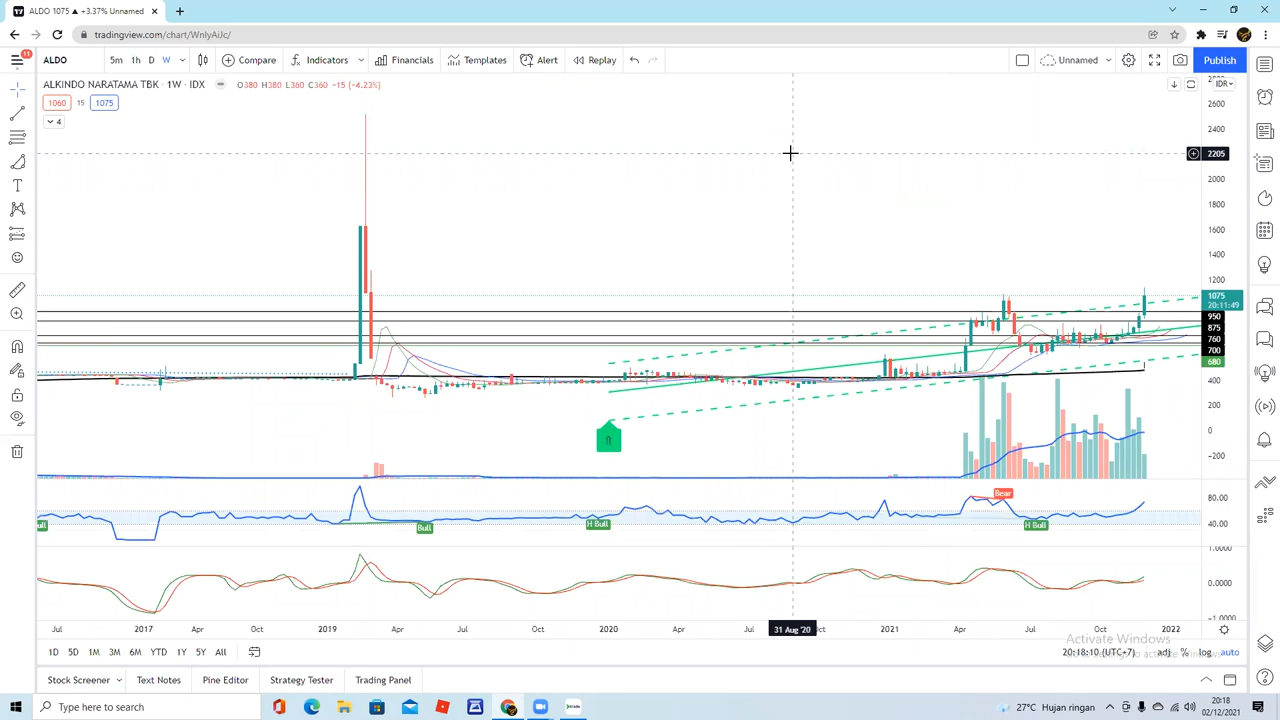 ALDO 1075 ▲ +3.37% Unnamed
tradingview.com/chart/WnlyAiJc/
11
ALDO 5m 1h D W Compare Indicators Financials Templates Alert Replay Unnamed Publish
ALKINDO NARATAMA TBK · 1W · IDX O380 H380 L360 C360 −15 (−4.23%) IDR
1060 15 1075
4
2600
2400
2205
2000
1800
1600
1400
1200
1075
20:11:49
950
875
760
700
680
400
200
0
−200
Bear
80.00
Bull H Bull H Bull 40.00
1.0000
0.0000
−1.0000
Jul 2017 Apr Oct 2019 Apr Jul Oct 2020 Apr Jul 31 Aug '20 Oct 2021 Apr Jul Oct 2022
Activate Windows
1D 5D 1M 3M 6M YTD 1Y 5Y All 20:18:10 (UTC+7) adj % log auto
Stock Screener Text Notes Pine Editor Strategy Tester Trading Panel
Type here to search 27°C Hujan ringan 20:18
02/12/2021